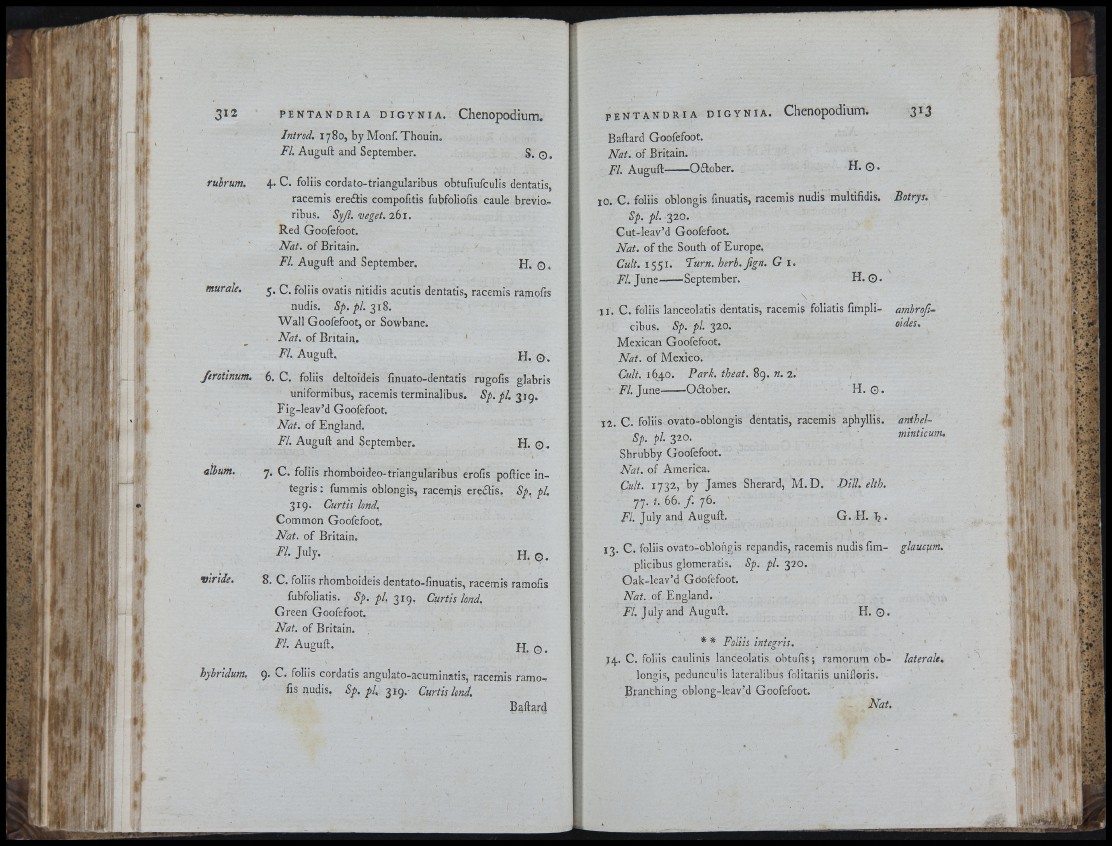 312 PENTANDRIA DIGYNIA. Chenopodium.
Introd. 1780, by Monſ. Thouin.
Fl. Auguſt and September. S. ☉.
rubrum. 4. C. foliis cordato-triangularibus obtuſiuſculis dentatis,
racemis erectis compoſitis ſubfolioſis caule brevio-
ribus. Syſt. veget. 261.
Red Gooſefoot.
Nat. of Britain.
Fl. Auguſt and September. H. ☉.
murale. 5. C. foliis ovatis nitidis acutis dentatis, racemis ramoſis
nudis. Sp. pl. 318.
Wall Gooſefoot, or Sowbane.
Nat. of Britain.
Fl. Auguſt. H. ☉.
ſerotinum. 6. C. foliis deltoideis ſinuato-dentatis rugoſis glabris
uniformibus, racemis terminalibus. Sp. pl. 319.
Fig-leav'd Gooſefoot.
Nat. of England.
Fl. Auguſt and September. H. ☉.
album. 7. C. foliis rhomboideo-triangularibus eroſis poſtice in-
tegris: ſummis oblongis, racemis erectis. Sp. pl.
319. Curtis lond.
Common Gooſefoot.
Nat. of Britain.
Fl. July. H. ☉.
viride. 8. C. foliis rhomboideis dentato-ſinuatis, racemis ramoſis
ſubfoliatis. Sp. pl. 319. Curtis lond.
Green Gooſefoot.
Nat. of Britain.
Fl. Auguſt. H. ☉.
hybridum. 9. C. foliis cordatis angulato-acuminatis, racemis ramo-
ſis nudis. Sp. pl. 319. Curtis lond.
Baſtard
PENTANDRIA DIGYNIA. Chenopodium. 313
Baſtard Gooſefoot.
Nat. of Britain.
Fl. Auguſt——October. H. ☉.
10. C. foliis oblongis ſinuatis, racemis nudis multifidis. Botrys.
Sp. pl. 320.
Cut-leav'd Gooſefoot.
Nat. of the South of Europe.
Cult. 1551. Turn. herb. ſign. G 1.
Fl. June——September. H. ☉.
11. C. foliis lanceolatis dentatis, racemis foliatis ſimpli- ambroſi-
cibus. Sp. pl. 320. oides.
Mexican Gooſefoot.
Nat. of Mexico.
Cult. 1640. Park. theat. 89. n. 2.
Fl. June——October. H. ☉.
12. C. foliis ovato-oblongis dentatis, racemis aphyllis. anthel-
Sp. pl. 320. minticum.
Shrubby Gooſefoot.
Nat. of America.
Cult. 1732, by James Sherard, M.D. Dill. elth.
77. t. 66. f. 76.
Fl. July and Auguſt. G. H. ♄.
13. C. foliis ovato-oblongis repandis, racemis nudis ſim- glaucum.
plicibus glomeratis. Sp. pl. 320.
Oak-leav'd Gooſefoot.
Nat. of England.
Fl. July and Auguſt. H. ☉.
* * Foliis integris.
14. C. foliis caulinis lanceolatis obtuſis; ramorum ob- laterale.
longis, pedunculis lateralibus ſolitariis unifloris.
Branching oblong-leav'd Gooſefoot.
Nat.